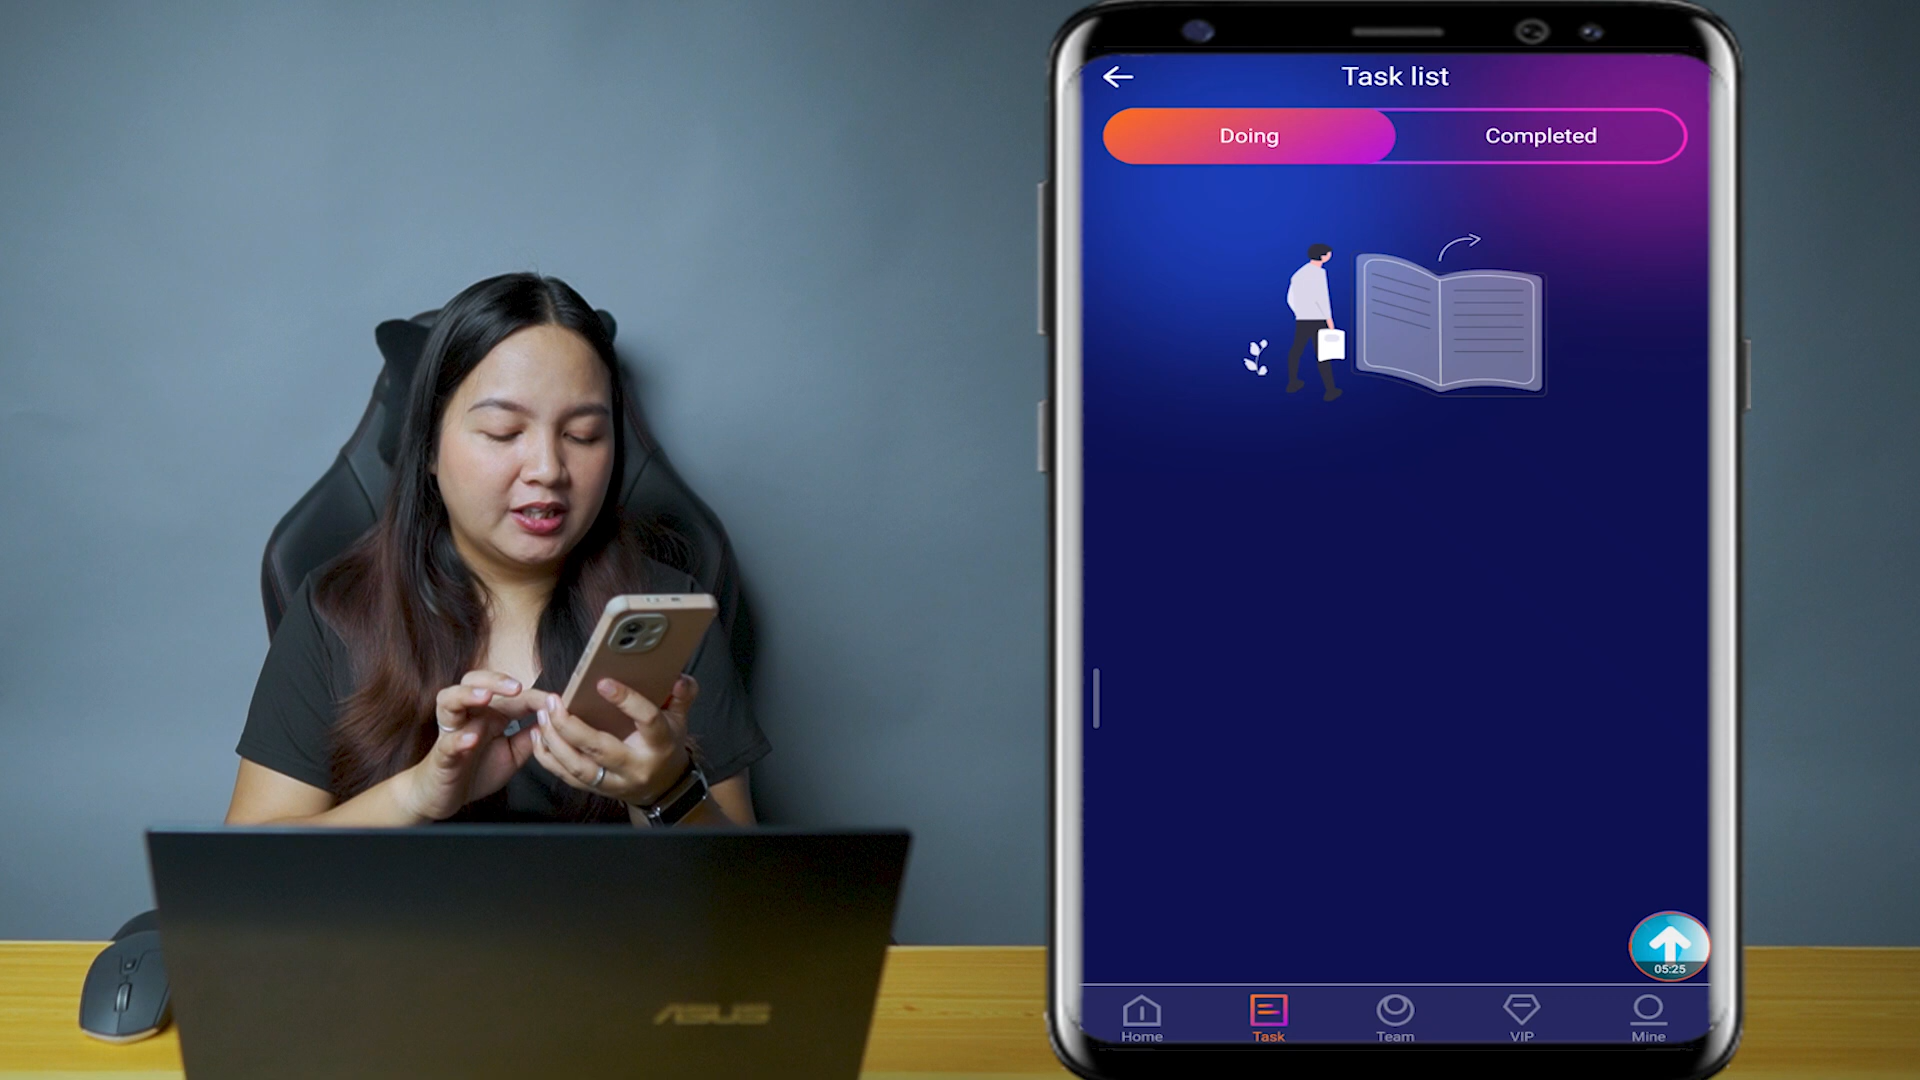 Task list
Doing
Completed
05:25
Home
Task
Team
VIP
Mine
ASUS